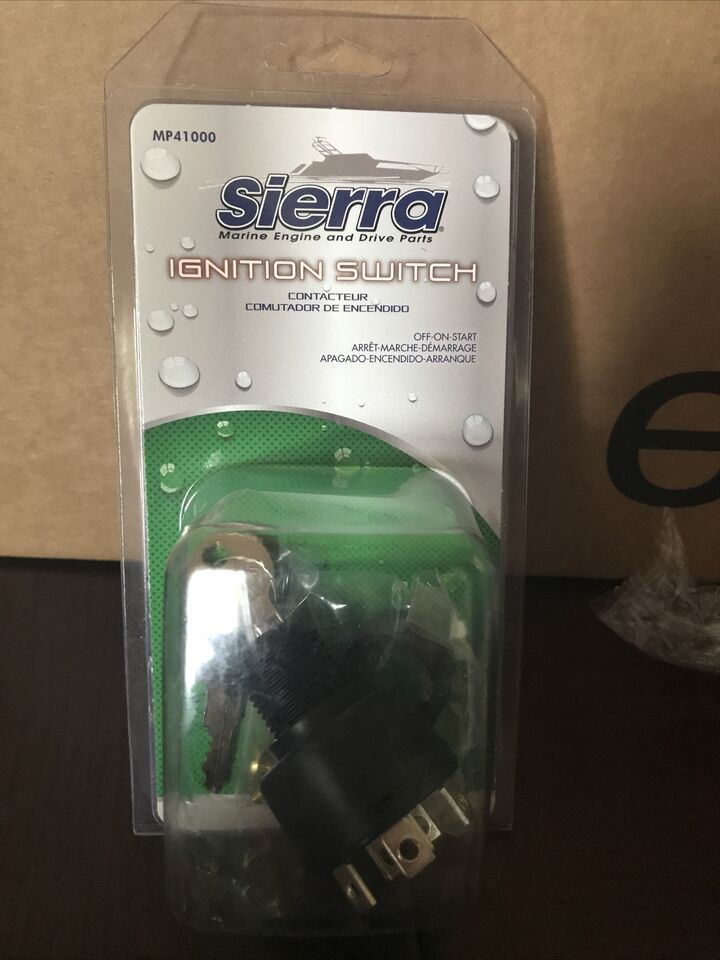 MP41000
Sierra®
Marine Engine and Drive Parts
IGNITION SWITCH
CONTACTEUR
COMUTADOR DE ENCENDIDO
OFF-ON-START
ARRÊT-MARCHE-DÉMARRAGE
APAGADO-ENCENDIDO-ARRANQUE
e